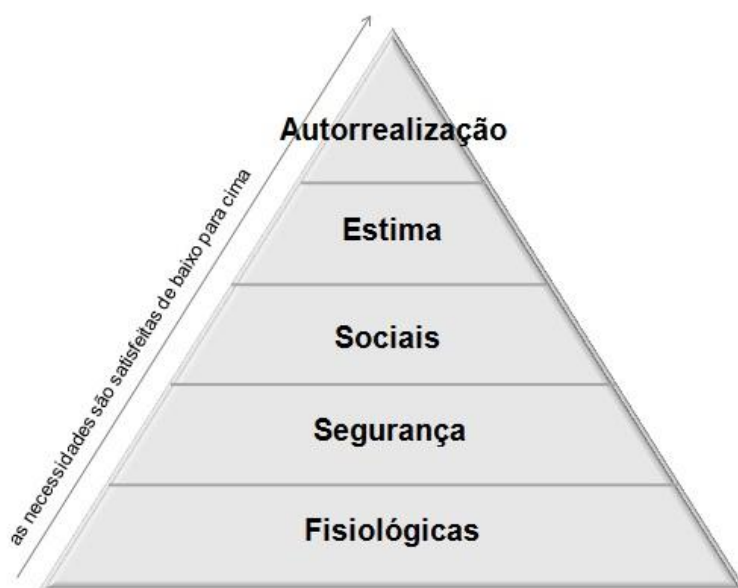 Autorrealização
Estima
Sociais
Segurança
Fisiológicas
as necessidades são satisfeitas de baixo para cima